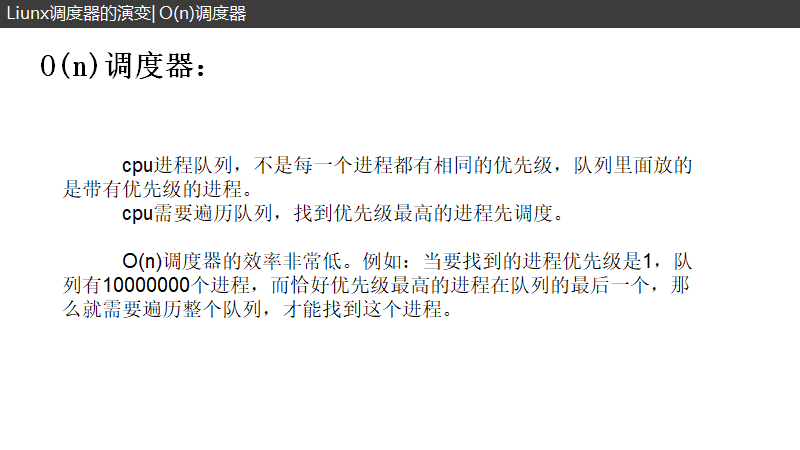 Liunx调度器的演变| O(n)调度器
O(n)调度器：
cpu进程队列，不是每一个进程都有相同的优先级，队列里面放的
是带有优先级的进程。
cpu需要遍历队列，找到优先级最高的进程先调度。
O(n)调度器的效率非常低。例如：当要找到的进程优先级是1，队
列有10000000个进程，而恰好优先级最高的进程在队列的最后一个，那
么就需要遍历整个队列，才能找到这个进程。